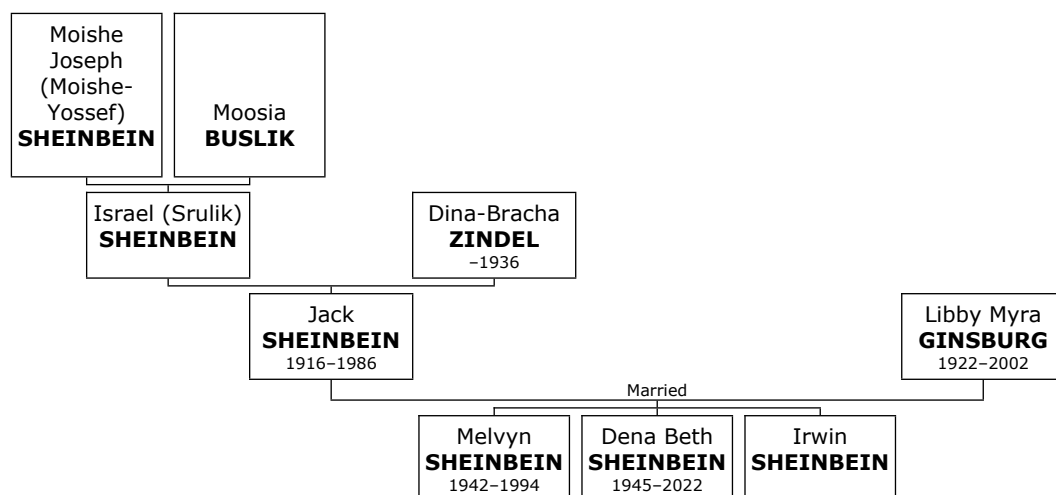 Moishe
Joseph
(Moishe-
Yossef)
SHEINBEIN
Moosia
BUSLIK
Israel (Srulik)
SHEINBEIN
Dina-Bracha
ZINDEL
–1936
Jack
SHEINBEIN
1916–1986
Libby Myra
GINSBURG
1922–2002
Married
Melvyn
SHEINBEIN
1942–1994
Dena Beth
SHEINBEIN
1945–2022
Irwin
SHEINBEIN